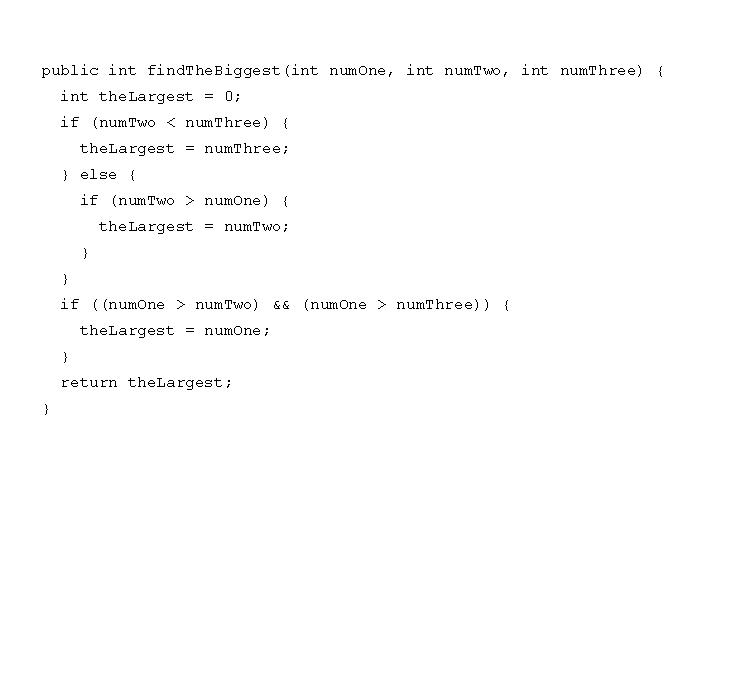 public int findTheBiggest(int numOne, int numTwo, int numThree) {
  int theLargest = 0;
  if (numTwo < numThree) {
    theLargest = numThree;
  } else {
    if (numTwo > numOne) {
      theLargest = numTwo;
    }
  }
  if ((numOne > numTwo) && (numOne > numThree)) {
    theLargest = numOne;
  }
  return theLargest;
}